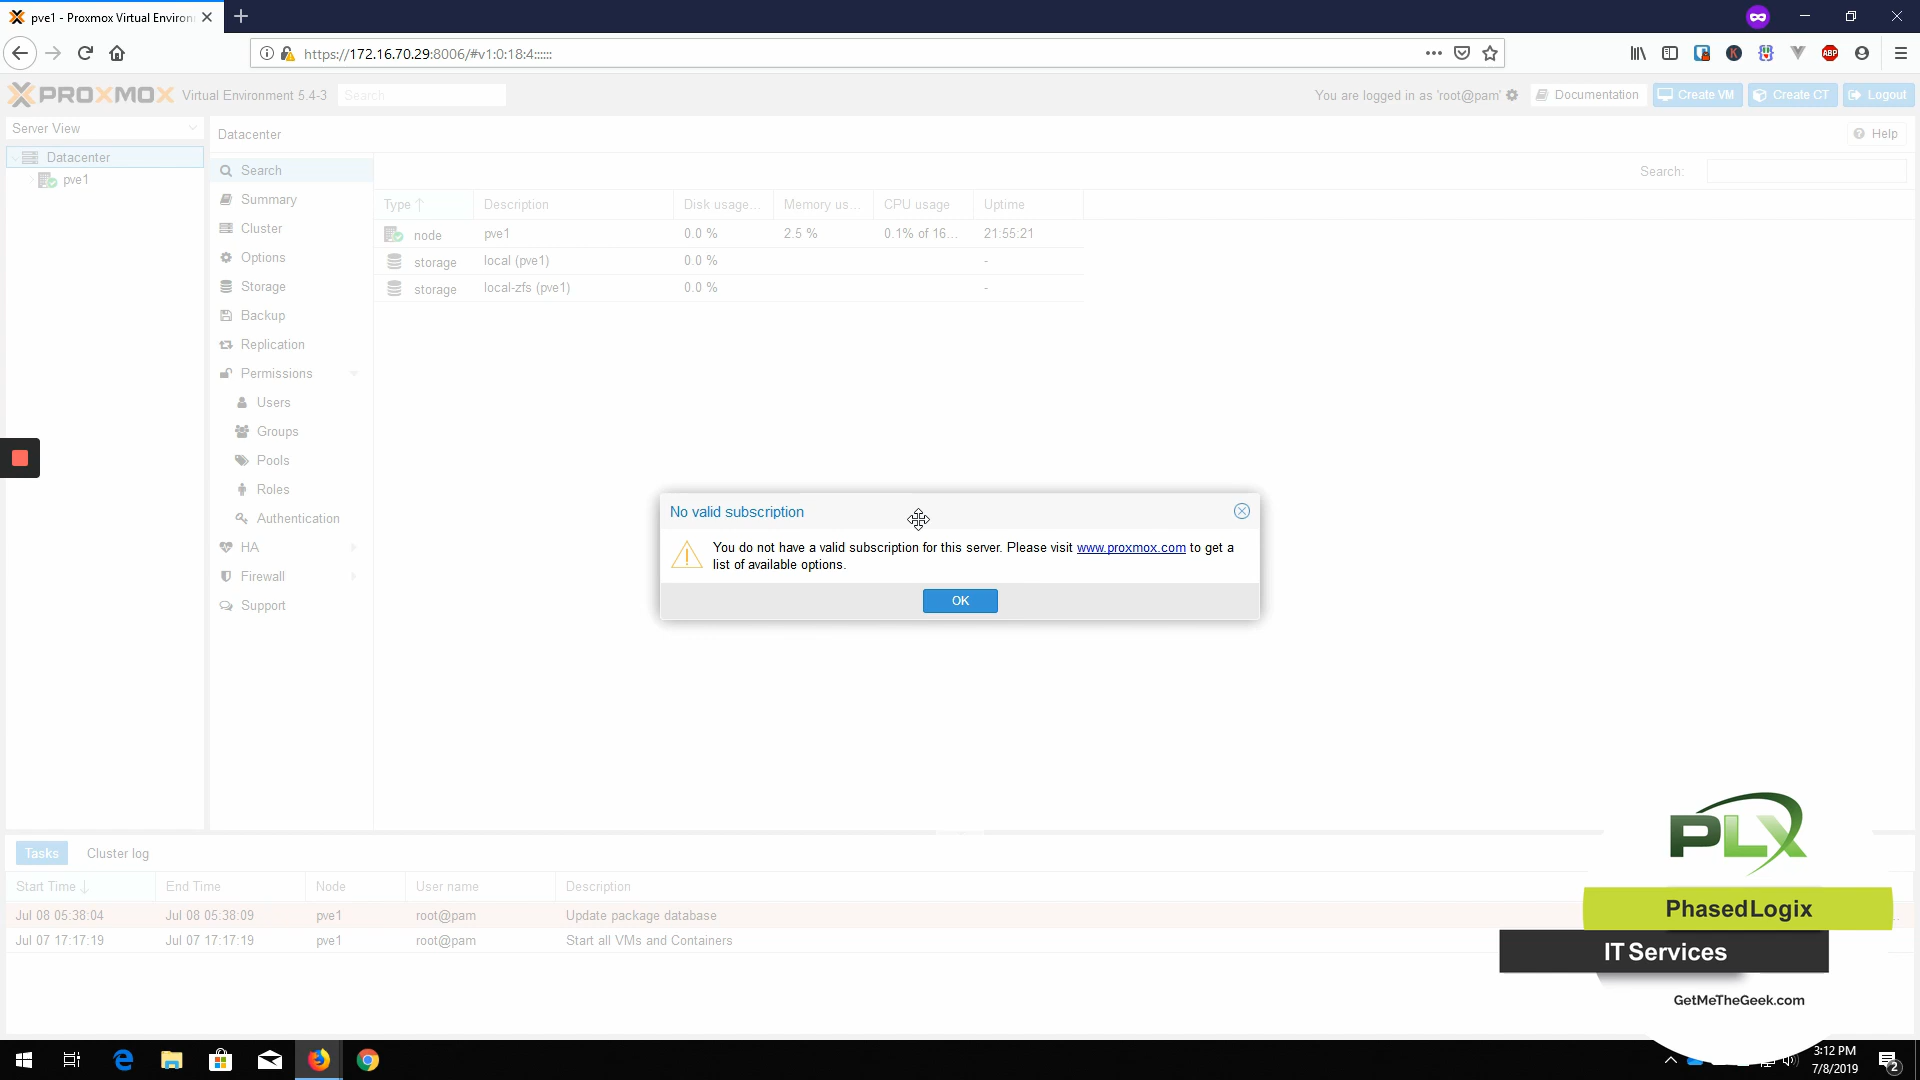 pve1 - Proxmox Virtual Environ
https://172.16.70.29:8006/#v1:0:18:4::::::
ABP
PROXMOX Virtual Environment 5.4-3 Search You are logged in as 'root@pam' Documentation Create VM Create CT Logout
Server View
Datacenter
pve1
Datacenter Help
Search
Summary
Cluster
Options
Storage
Backup
Replication
Permissions
Users
Groups
Pools
Roles
Authentication
HA
Firewall
Support
Search:
Type Description Disk usage... Memory us... CPU usage Uptime
node pve1 0.0 % 2.5 % 0.1% of 16... 21:55:21
storage local (pve1) 0.0 % -
storage local-zfs (pve1) 0.0 % -
No valid subscription
You do not have a valid subscription for this server. Please visit www.proxmox.com to get a
list of available options.
OK
Tasks Cluster log
Start Time End Time Node User name Description
Jul 08 05:38:04 Jul 08 05:38:09 pve1 root@pam Update package database
Jul 07 17:17:19 Jul 07 17:17:19 pve1 root@pam Start all VMs and Containers
PLX
PhasedLogix
IT Services
GetMeTheGeek.com
3:12 PM
7/8/2019
2